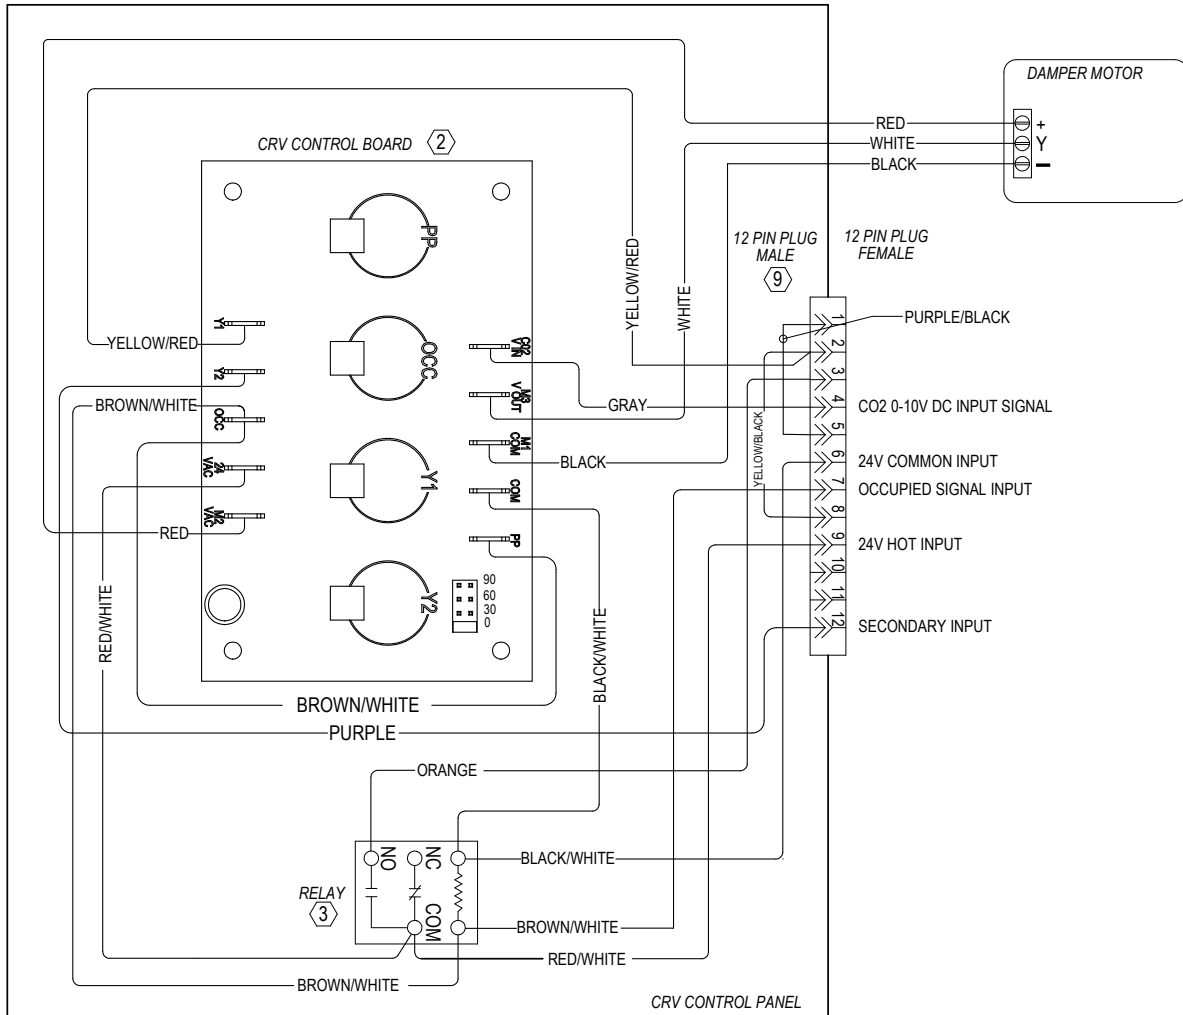 DAMPER MOTOR
RED
+
WHITE
Y
BLACK
−
CRV CONTROL BOARD 2
12 PIN PLUG
MALE
9
12 PIN PLUG
FEMALE
PP
OCC
Y1
Y2
Y1
YELLOW/RED
Y2
BROWN/WHITE
OCC
24
VAC
M2
VAC
RED
RED/WHITE
CO2
VIN
M3
V OUT
M1
COM
COM
PP
90
60
30
0
GRAY
BLACK
YELLOW/RED
WHITE
YELLOW/BLACK
BLACK/WHITE
1
PURPLE/BLACK
2
3
4
CO2 0-10V DC INPUT SIGNAL
5
6
24V COMMON INPUT
7
OCCUPIED SIGNAL INPUT
8
9
24V HOT INPUT
10
11
12
SECONDARY INPUT
BROWN/WHITE
PURPLE
ORANGE
NO
NC
COM
RELAY
3
BLACK/WHITE
BROWN/WHITE
RED/WHITE
BROWN/WHITE
CRV CONTROL PANEL